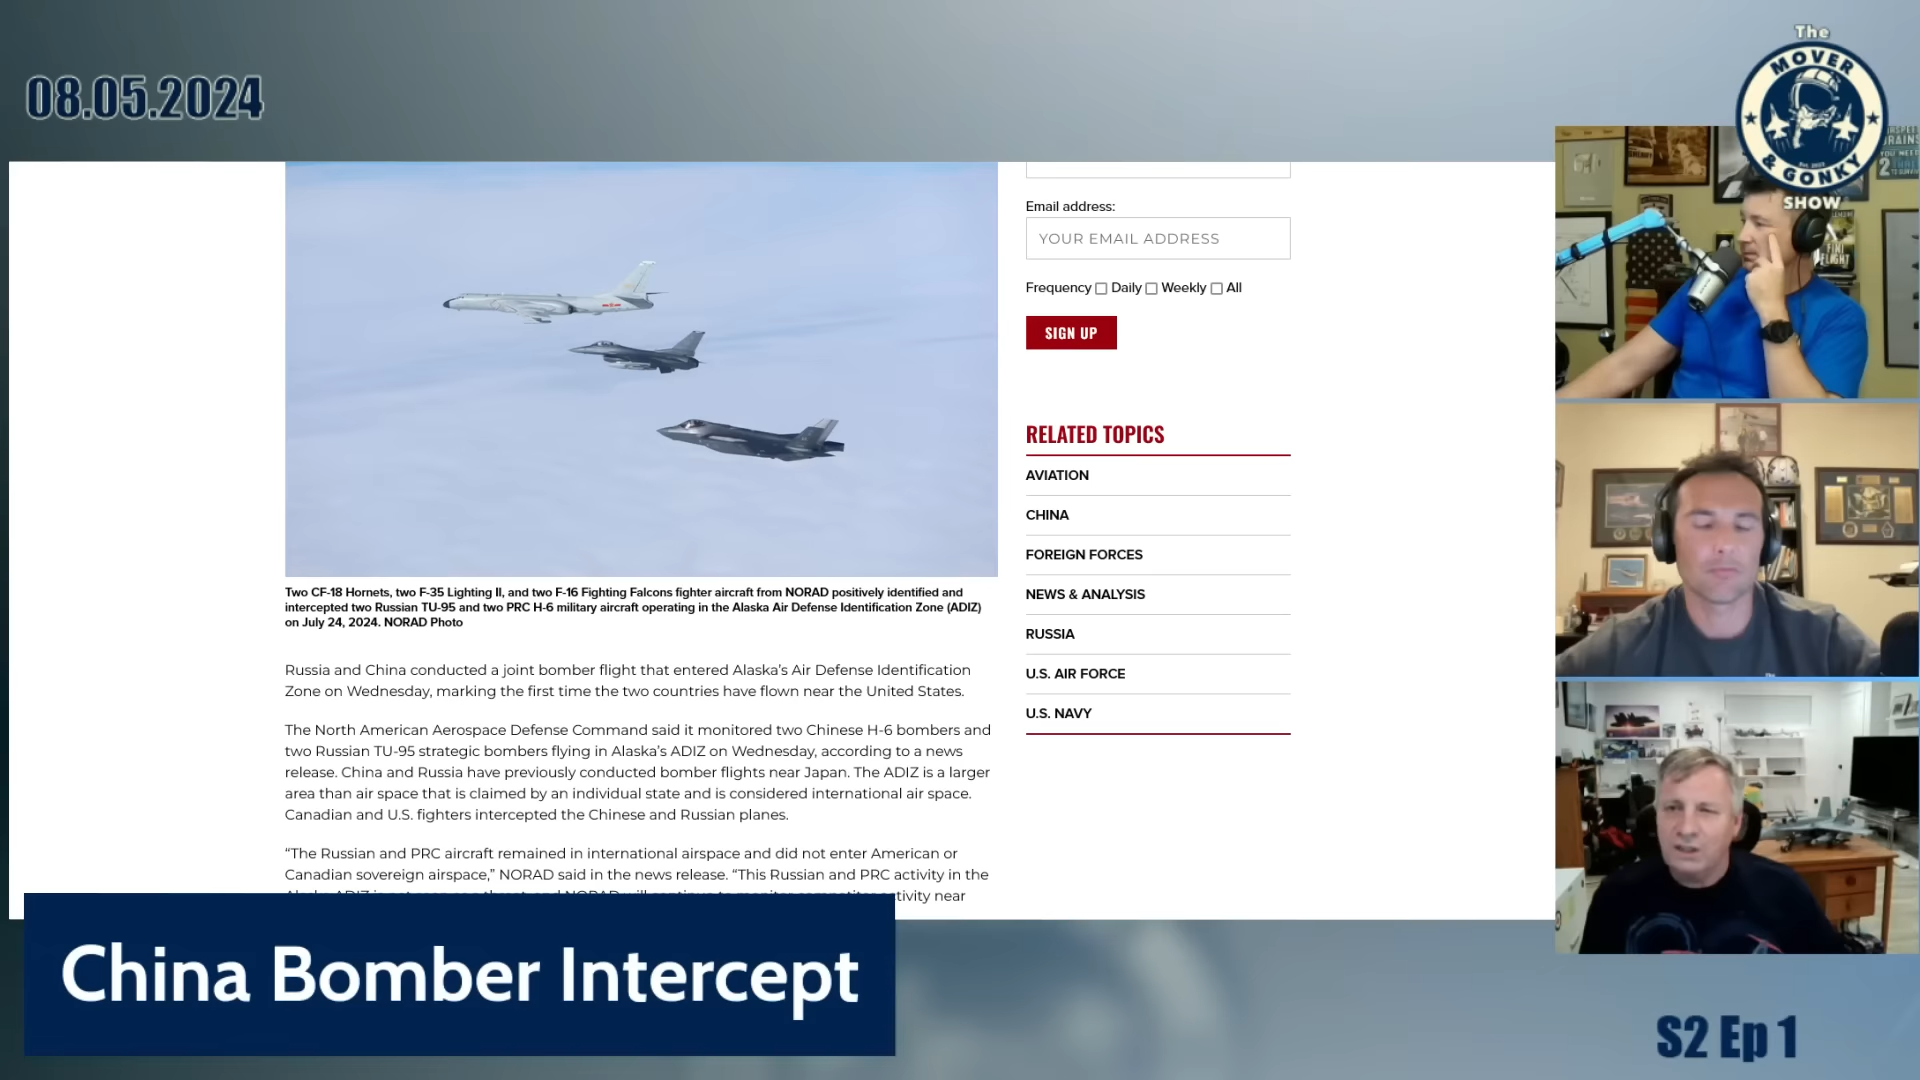 08.05.2024
The
MOVER
& GONKY
SHOW
Email address:
YOUR EMAIL ADDRESS
Frequency Daily Weekly All
SIGN UP
RELATED TOPICS
AVIATION
CHINA
FOREIGN FORCES
NEWS & ANALYSIS
RUSSIA
U.S. AIR FORCE
U.S. NAVY
Two CF-18 Hornets, two F-35 Lighting II, and two F-16 Fighting Falcons fighter aircraft from NORAD positively identified and
intercepted two Russian TU-95 and two PRC H-6 military aircraft operating in the Alaska Air Defense Identification Zone (ADIZ)
on July 24, 2024. NORAD Photo
Russia and China conducted a joint bomber flight that entered Alaska’s Air Defense Identification
Zone on Wednesday, marking the first time the two countries have flown near the United States.
The North American Aerospace Defense Command said it monitored two Chinese H-6 bombers and
two Russian TU-95 strategic bombers flying in Alaska’s ADIZ on Wednesday, according to a news
release. China and Russia have previously conducted bomber flights near Japan. The ADIZ is a larger
area than air space that is claimed by an individual state and is considered international air space.
Canadian and U.S. fighters intercepted the Chinese and Russian planes.
“The Russian and PRC aircraft remained in international airspace and did not enter American or
Canadian sovereign airspace,” NORAD said in the news release. “This Russian and PRC activity in the
near
China Bomber Intercept
S2 Ep 1